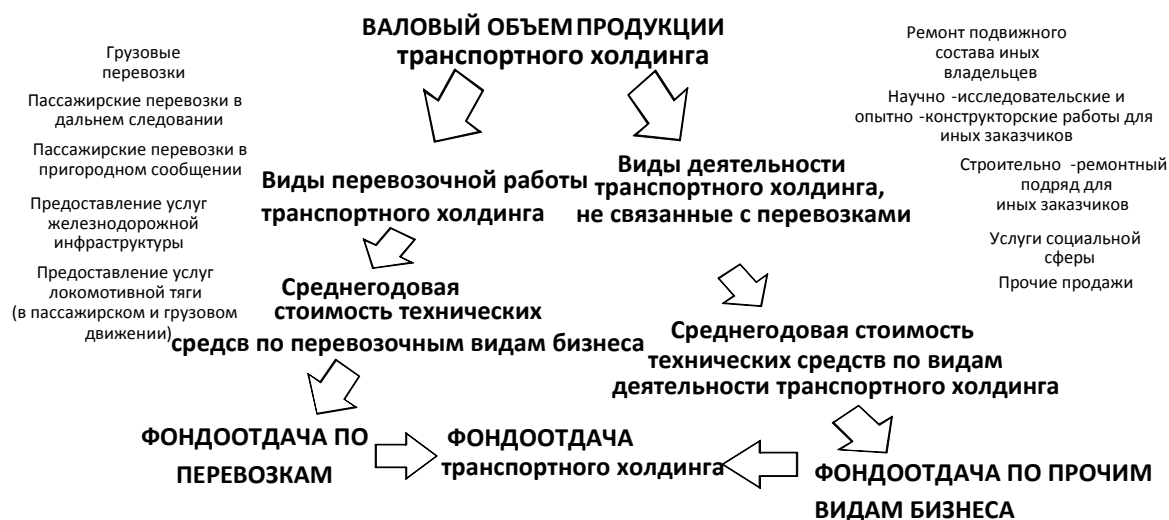 ВАЛОВЫЙ ОБЪЕМ ПРОДУКЦИИ
транспортного холдинга
Грузовые
перевозки
Пассажирские перевозки в
дальнем следовании
Пассажирские перевозки в
пригородном сообщении
Предоставление услуг
железнодорожной
инфраструктуры
Предоставление услуг
локомотивной тяги
(в пассажирском и грузовом
движении)
Ремонт подвижного
состава иных
владельцев
Научно -исследовательские и
опытно -конструкторские работы для
иных заказчиков
Строительно -ремонтный
подряд для
иных заказчиков
Услуги социальной
сферы
Прочие продажи
Виды перевозочной работы
транспортного холдинга
Виды деятельности
транспортного холдинга,
не связанные с перевозками
Среднегодовая
стоимость технических
средсв по перевозочным видам бизнеса
Среднегодовая стоимость
технических средств по видам
деятельности транспортного холдинга
ФОНДООТДАЧА ПО
ПЕРЕВОЗКАМ
ФОНДООТДАЧА
транспортного холдинга
ФОНДООТДАЧА ПО ПРОЧИМ
ВИДАМ БИЗНЕСА